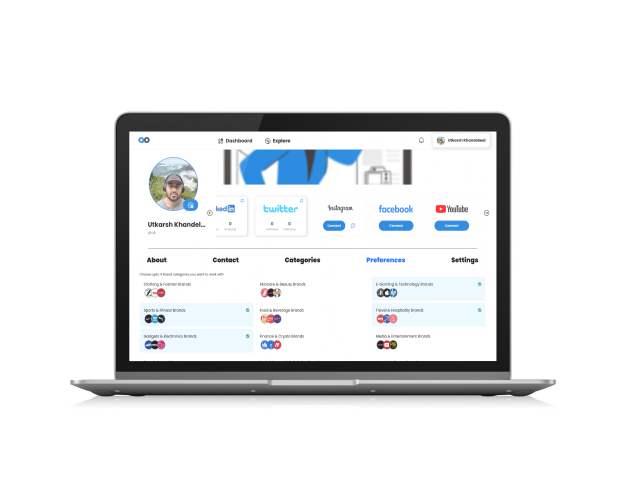 Dashboard
Explore
Utkarsh Khandelwal
Utkarsh Khandel...
kedin
twitter
0 0
Instagram
Connect
facebook
Connect
YouTube
Connect
About Contact Categories Preferences Settings
Choose upto 4 Brand categories you want to work with
Clothing & Fashion Brands
Skincare & Beauty Brands
E-Gaming & Technology Brands
Sports & Fitness Brands
Food & Beverage Brands
Travel & Hospitality Brands
Gadgets & Electronics Brands
Finance & Crypto Brands
Media & Entertainment Brands